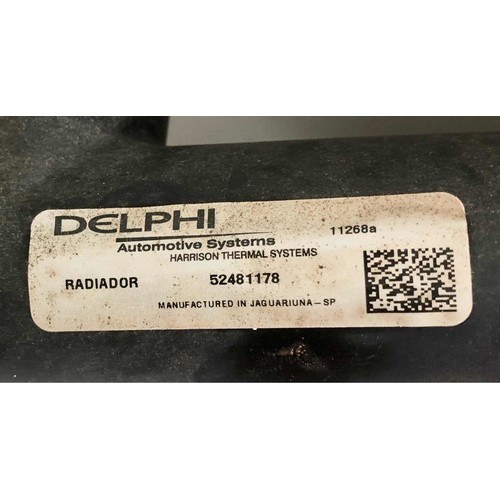 DELPHI
11268a
Automotive Systems
HARRISON THERMAL SYSTEMS
RADIADOR 52481178
MANUFACTURED IN JAGUARIUNA-SP